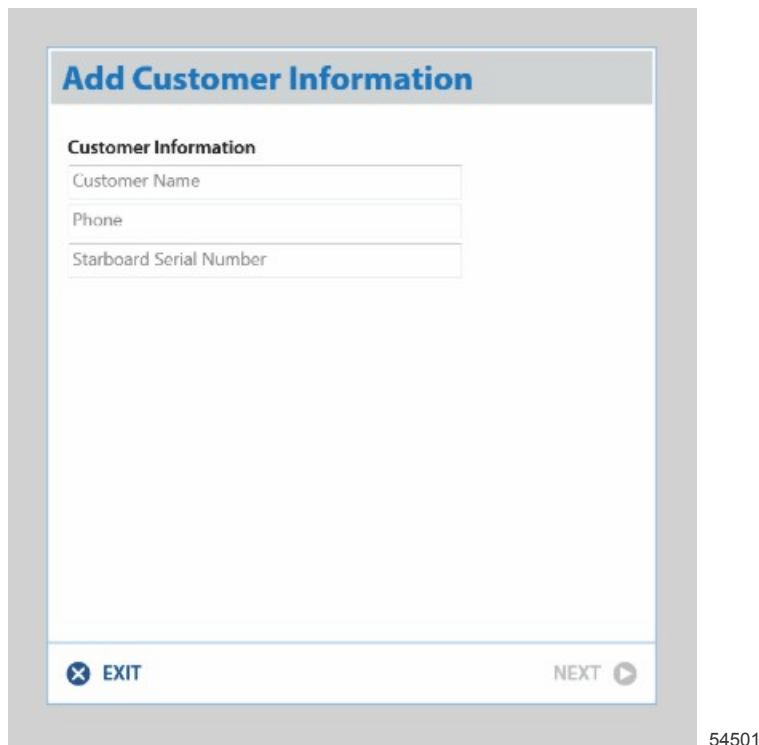 Add Customer Information
Customer Information
Customer Name
Phone
Starboard Serial Number
EXIT
NEXT
54501